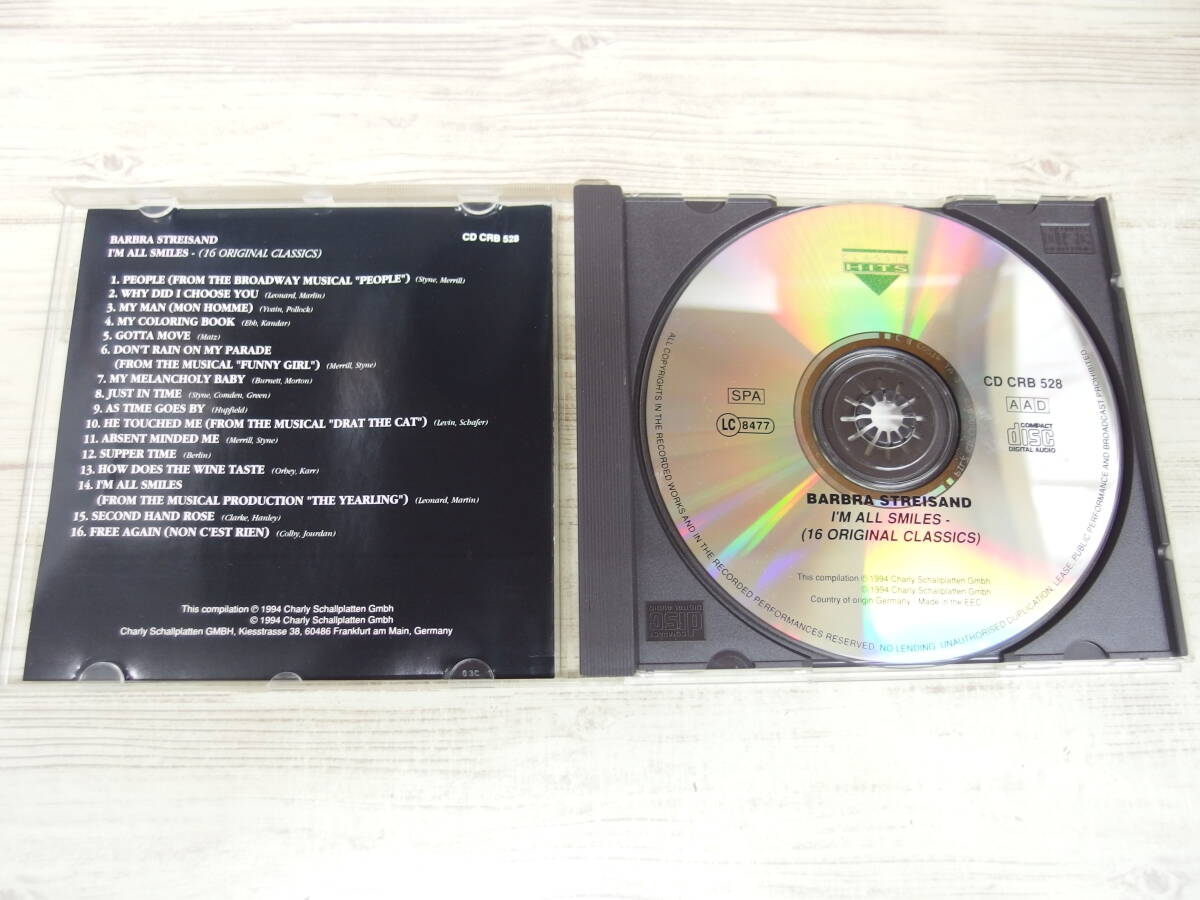 BARBRA STREISAND
CD CRB 528
I'M ALL SMILES - (16 ORIGINAL CLASSICS)
1. PEOPLE (FROM THE BROADWAY MUSICAL "PEOPLE") (Styne, Merrill)
2. WHY DID I CHOOSE YOU (Leonard, Martin)
3. MY MAN (MON HOMME) (Yvain, Pollock)
4. MY COLORING BOOK (Ebb, Kandar)
5. GOTTA MOVE (Matz)
6. DON'T RAIN ON MY PARADE
(FROM THE MUSICAL "FUNNY GIRL") (Merrill, Styne)
7. MY MELANCHOLY BABY (Burnett, Morton)
8. JUST IN TIME (Styne, Comden, Green)
9. AS TIME GOES BY (Hupfield)
10. HE TOUCHED ME (FROM THE MUSICAL "DRAT THE CAT") (Levin, Schafer)
11. ABSENT MINDED ME (Merrill, Styne)
12. SUPPER TIME (Berlin)
13. HOW DOES THE WINE TASTE (Orbey, Karr)
14. I'M ALL SMILES
(FROM THE MUSICAL PRODUCTION "THE YEARLING") (Leonard, Martin)
15. SECOND HAND ROSE (Clarke, Hanley)
16. FREE AGAIN (NON C'EST RIEN) (Colby, Jourdan)
This compilation ℗ 1994 Charly Schallplatten Gmbh
© 1994 Charly Schallplatten Gmbh
Charly Schallplatten GMBH, Kiesstrasse 38, 60486 Frankfurt am Main, Germany
CLASSIC
HITS
SPA
LC 8477
CD CRB 528
AAD
COMPACT
disc
DIGITAL AUDIO
BARBRA STREISAND
I'M ALL SMILES -
(16 ORIGINAL CLASSICS)
This compilation ℗ 1994 Charly Schallplatten Gmbh
© 1994 Charly Schallplatten Gmbh
Country of origin Germany · Made in the EEC
ALL COPYRIGHTS IN THE RECORDED WORKS AND IN THE RECORDED PERFORMANCES RESERVED. NO LENDING. UNAUTHORISED DUPLICATION, LEASE, PUBLIC PERFORMANCE AND BROADCAST PROHIBITED